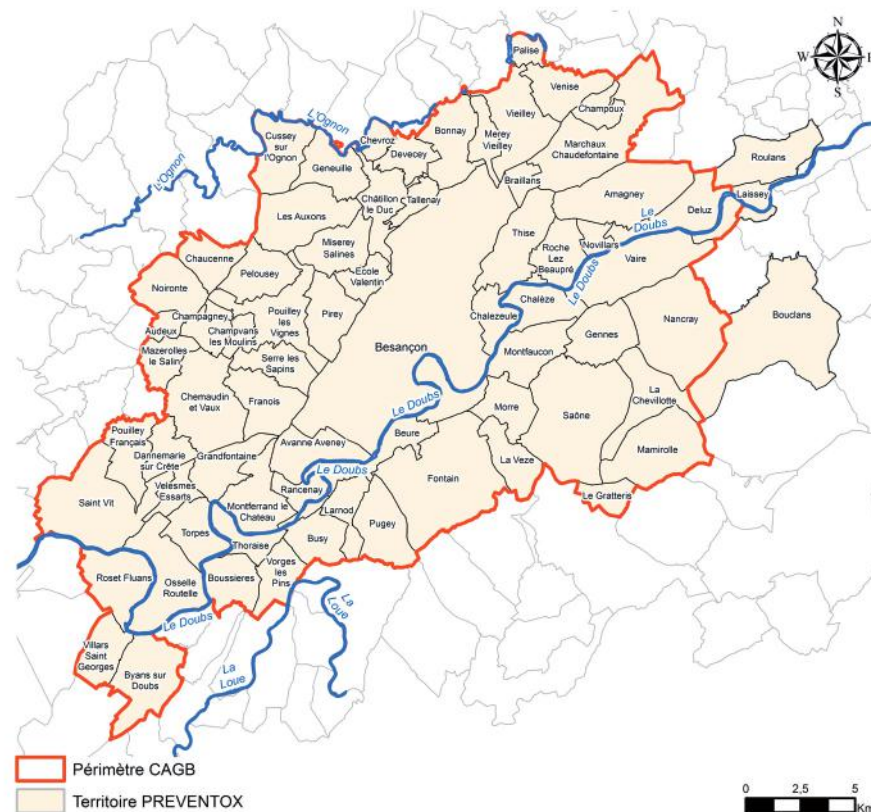 N
W
E
S
Palise
L'Ognon
Venise
Cussey
sur
l'Ognon
Chevroz
Bonnay
Vieilley
Champoux
Geneuille
Devecey
Merey
Vieilley
Marchaux
Chaudefontaine
Roulans
L'Ognon
Braillans
Châtillon
le Duc
Tallenay
Amagney
Laissey
Les Auxons
Le
Doubs
Deluz
Thise
Miserey
Salines
Roche
Lez
Beaupré
Novillars
Vaire
Chaucenne
Pelousey
Ecole
Valentin
Le Doubs
Noironte
Chalèze
Bouclans
Champagney
Pouilley
les
Vignes
Pirey
Chalezeule
Nancray
Audeux
Champvans
les Moulins
Gennes
Besançon
Montfaucon
Mazerolles
le Salin
Serre les
Sapins
Chemaudin
et Vaux
Franois
Le Doubs
Morre
Saône
La
Chevillotte
Pouilley
Français
Avanne Aveney
Beure
Dannemarie
sur Crête
Grandfontaine
Le Doubs
La Veze
Mamirolle
Saint Vit
Velesmes
Essarts
Rancenay
Fontain
Le Gratteris
Montferrand le
Chateau
Larnod
Pugey
Torpes
Thoraise
Busy
Roset Fluans
Osselle
Routelle
Boussieres
Vorges
les
Pins
La
Loue
Le Doubs
Villars
Saint
Georges
Byans sur
Doubs
La
Loue
Périmètre CAGB
Territoire PREVENTOX
0 2,5 5
Km